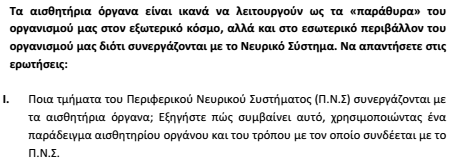 Τα αισθητήρια όργανα είναι ικανά να λειτουργούν ως τα «παράθυρα» του
οργανισμού μας στον εξωτερικό κόσμο, αλλά και στο εσωτερικό περιβάλλον του
οργανισμού μας διότι συνεργάζονται με το Νευρικό Σύστημα. Να απαντήσετε στις
ερωτήσεις:
I. Ποια τμήματα του Περιφερικού Νευρικού Συστήματος (Π.Ν.Σ) συνεργάζονται με
τα αισθητήρια όργανα; Εξηγήστε πώς συμβαίνει αυτό, χρησιμοποιώντας ένα
παράδειγμα αισθητηρίου οργάνου και του τρόπου με τον οποίο συνδέεται με το
Π.Ν.Σ.